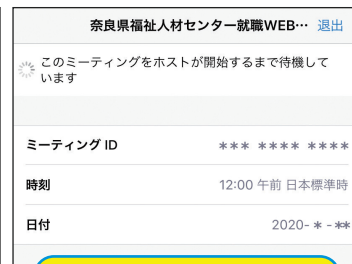 奈良県福祉人材センター就職WEB… 退出
このミーティングをホストが開始するまで待機して
います
ミーティング ID *** **** ****
時刻 12:00 午前 日本標準時
日付 2020-*-**